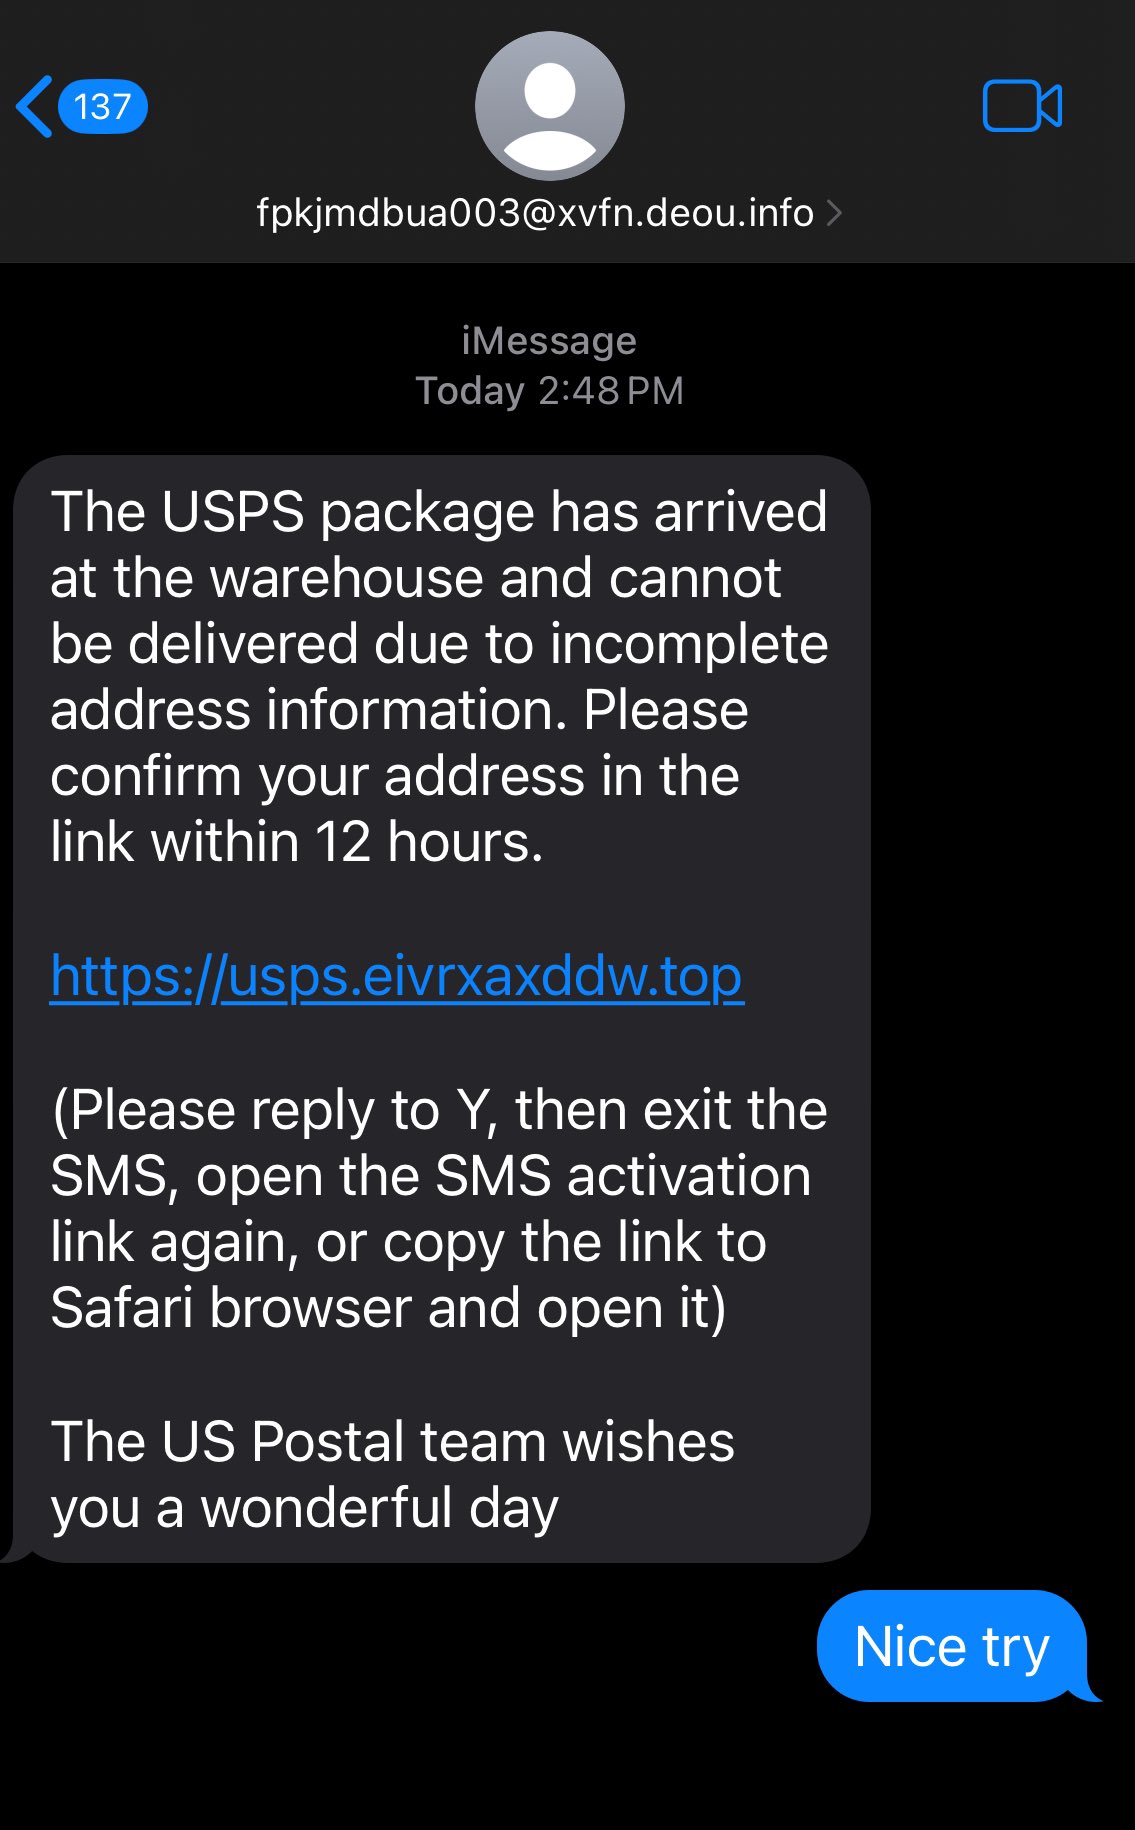 137
fpkjmdbua003@xvfn.deou.info
iMessage
Today 2:48 PM
The USPS package has arrived
at the warehouse and cannot
be delivered due to incomplete
address information. Please
confirm your address in the
link within 12 hours.
https://usps.eivrxaxddw.top
(Please reply to Y, then exit the
SMS, open the SMS activation
link again, or copy the link to
Safari browser and open it)
The US Postal team wishes
you a wonderful day
Nice try